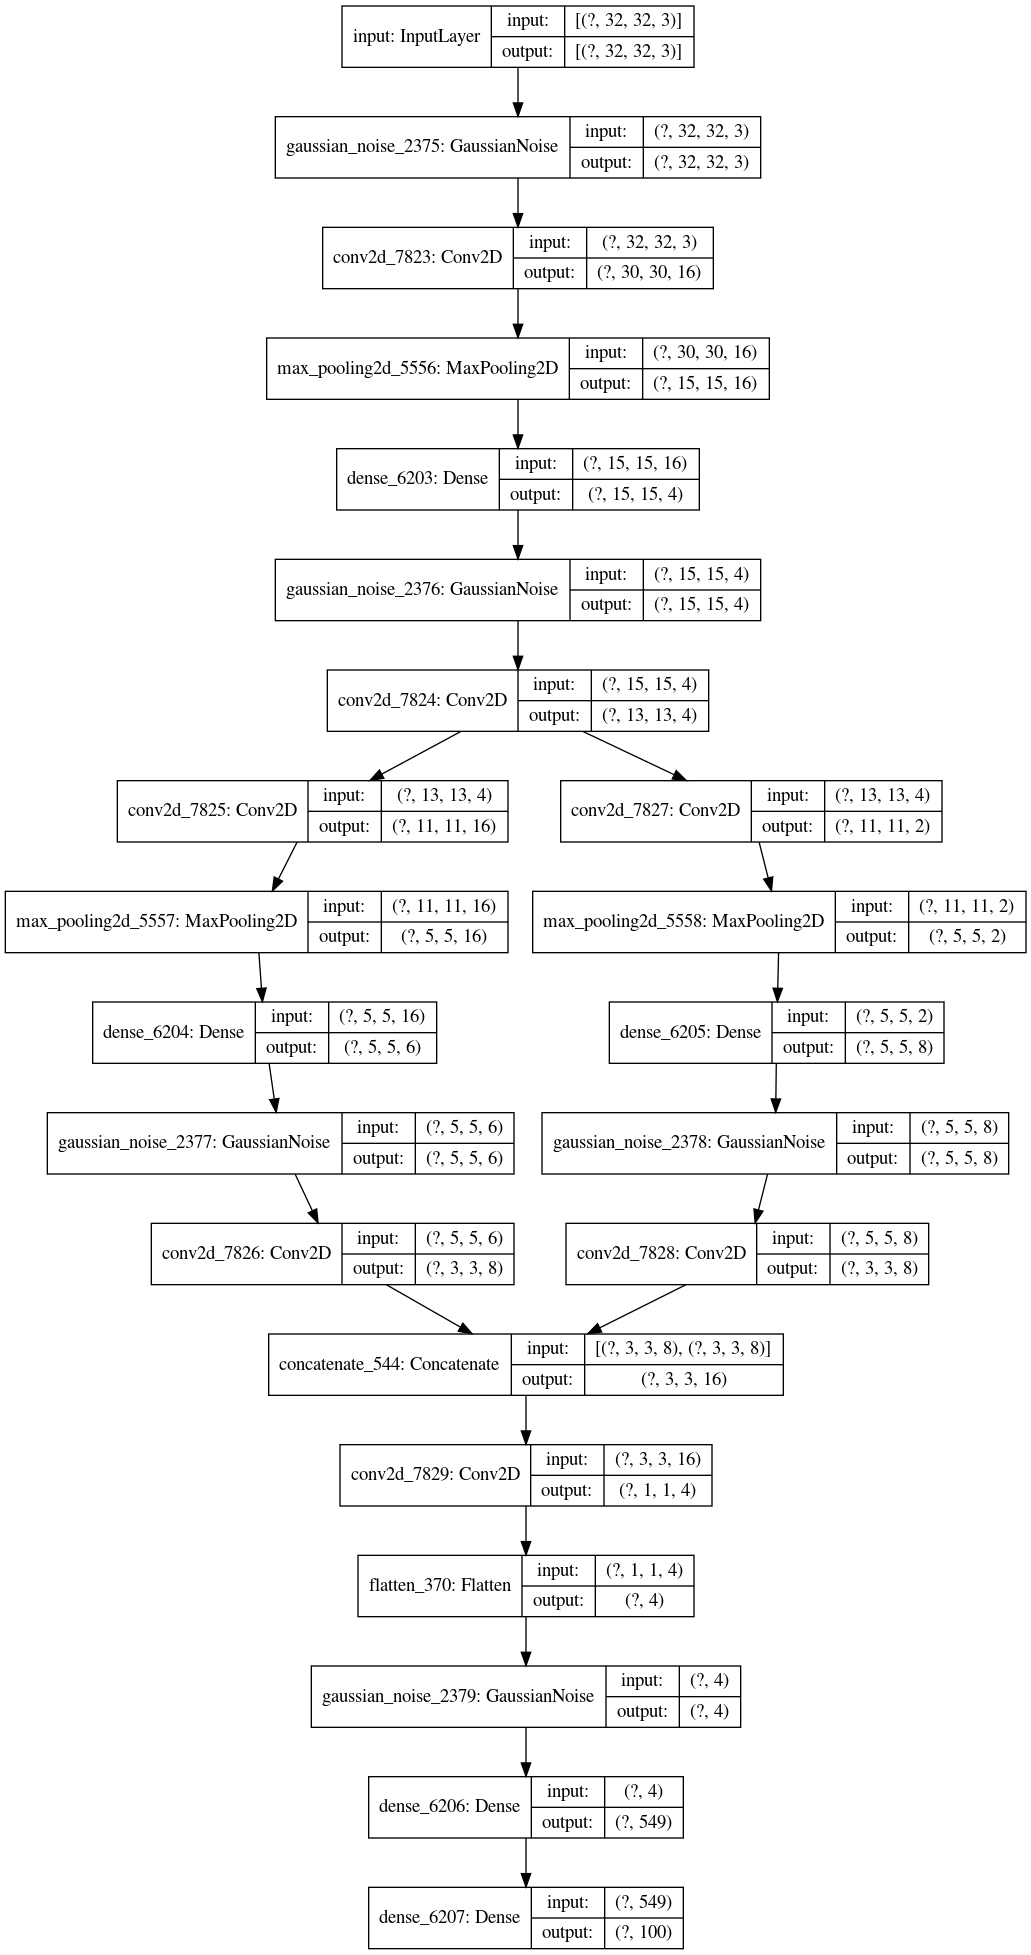 input: InputLayer input: [(?, 32, 32, 3)]
output: [(?, 32, 32, 3)]
gaussian_noise_2375: GaussianNoise input: (?, 32, 32, 3)
output: (?, 32, 32, 3)
conv2d_7823: Conv2D input: (?, 32, 32, 3)
output: (?, 30, 30, 16)
max_pooling2d_5556: MaxPooling2D input: (?, 30, 30, 16)
output: (?, 15, 15, 16)
dense_6203: Dense input: (?, 15, 15, 16)
output: (?, 15, 15, 4)
gaussian_noise_2376: GaussianNoise input: (?, 15, 15, 4)
output: (?, 15, 15, 4)
conv2d_7824: Conv2D input: (?, 15, 15, 4)
output: (?, 13, 13, 4)
conv2d_7825: Conv2D input: (?, 13, 13, 4)
output: (?, 11, 11, 16)
conv2d_7827: Conv2D input: (?, 13, 13, 4)
output: (?, 11, 11, 2)
max_pooling2d_5557: MaxPooling2D input: (?, 11, 11, 16)
output: (?, 5, 5, 16)
max_pooling2d_5558: MaxPooling2D input: (?, 11, 11, 2)
output: (?, 5, 5, 2)
dense_6204: Dense input: (?, 5, 5, 16)
output: (?, 5, 5, 6)
dense_6205: Dense input: (?, 5, 5, 2)
output: (?, 5, 5, 8)
gaussian_noise_2377: GaussianNoise input: (?, 5, 5, 6)
output: (?, 5, 5, 6)
gaussian_noise_2378: GaussianNoise input: (?, 5, 5, 8)
output: (?, 5, 5, 8)
conv2d_7826: Conv2D input: (?, 5, 5, 6)
output: (?, 3, 3, 8)
conv2d_7828: Conv2D input: (?, 5, 5, 8)
output: (?, 3, 3, 8)
concatenate_544: Concatenate input: [(?, 3, 3, 8), (?, 3, 3, 8)]
output: (?, 3, 3, 16)
conv2d_7829: Conv2D input: (?, 3, 3, 16)
output: (?, 1, 1, 4)
flatten_370: Flatten input: (?, 1, 1, 4)
output: (?, 4)
gaussian_noise_2379: GaussianNoise input: (?, 4)
output: (?, 4)
dense_6206: Dense input: (?, 4)
output: (?, 549)
dense_6207: Dense input: (?, 549)
output: (?, 100)